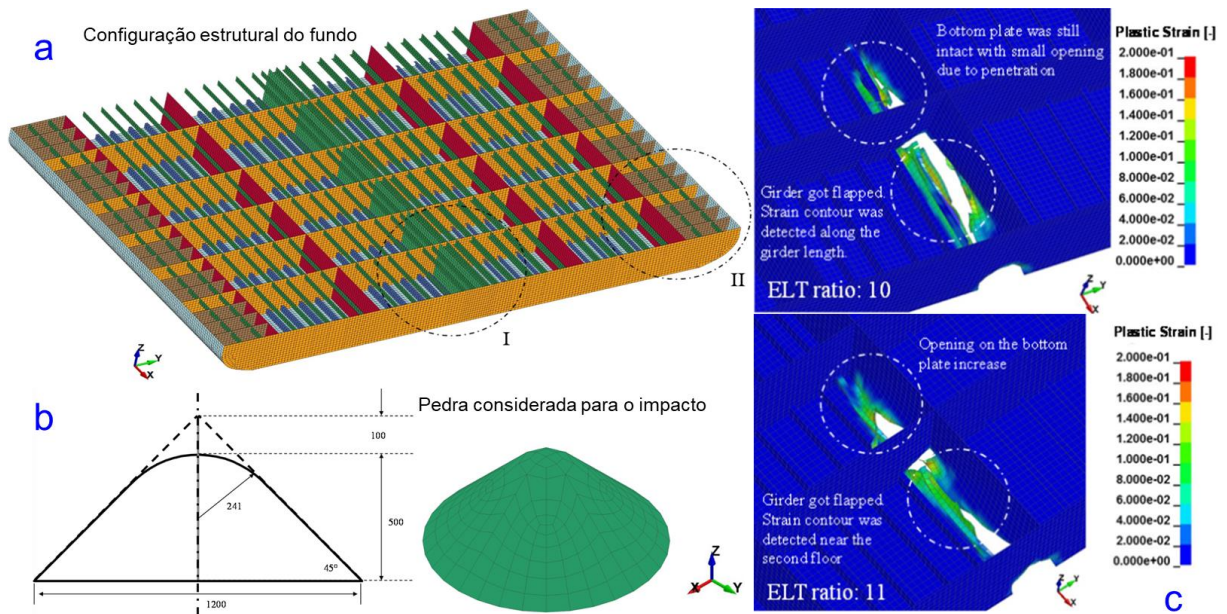 a
Configuração estrutural do fundo
I
II
Z
Y
X
b
Pedra considerada para o impacto
100
241
500
45°
1200
Z
X
Y
Bottom plate was still
intact with small opening
due to penetration
Girder got flapped.
Strain contour was
detected along the
girder length.
ELT ratio: 10
Z
Y
X
Plastic Strain [-]
2.000e-01
1.800e-01
1.600e-01
1.400e-01
1.200e-01
1.000e-01
8.000e-02
6.000e-02
4.000e-02
2.000e-02
0.000e+00
Opening on the bottom
plate increase
Girder got flapped.
Strain contour was
detected near the
second floor
ELT ratio: 11
Z
Y
X
Plastic Strain [-]
2.000e-01
1.800e-01
1.600e-01
1.400e-01
1.200e-01
1.000e-01
8.000e-02
6.000e-02
4.000e-02
2.000e-02
0.000e+00
c